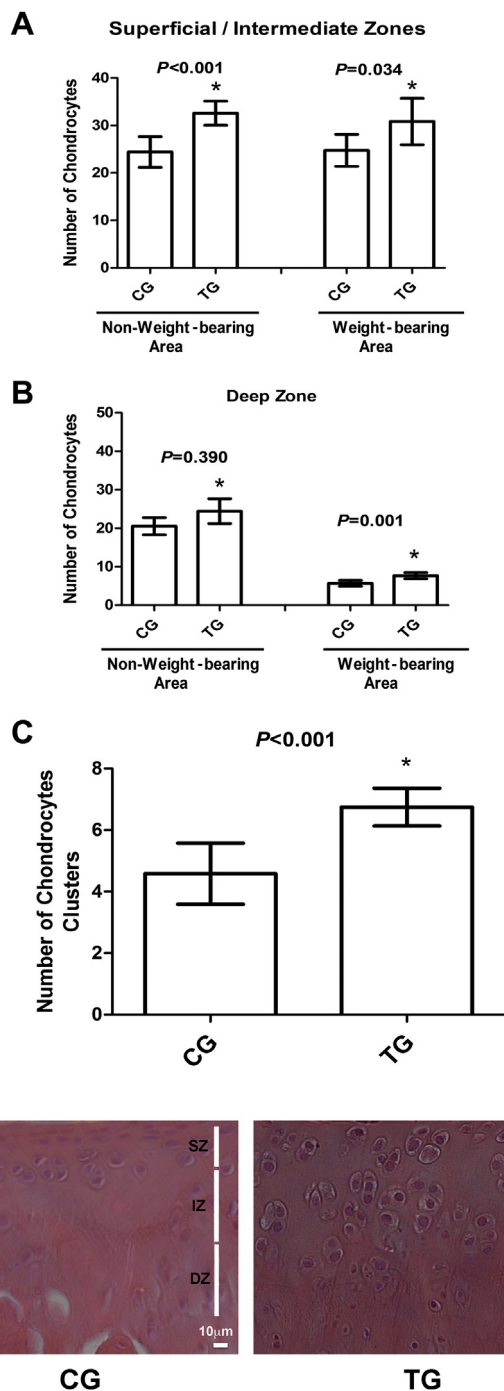 A
Superficial / Intermediate Zones
P<0.001
P=0.034
*
*
Number of Chondrocytes
40
30
20
10
0
CG
TG
CG
TG
Non-Weight-bearing
Area
Weight-bearing
Area
B
Deep Zone
Number of Chondrocytes
50
40
30
20
10
0
P=0.390
*
P=0.001
*
CG
TG
CG
TG
Non-Weight-bearing
Area
Weight-bearing
Area
C
P<0.001
*
Number of Chondrocytes
Clusters
8
6
4
2
0
CG
TG
SZ
IZ
DZ
10μm
CG
TG